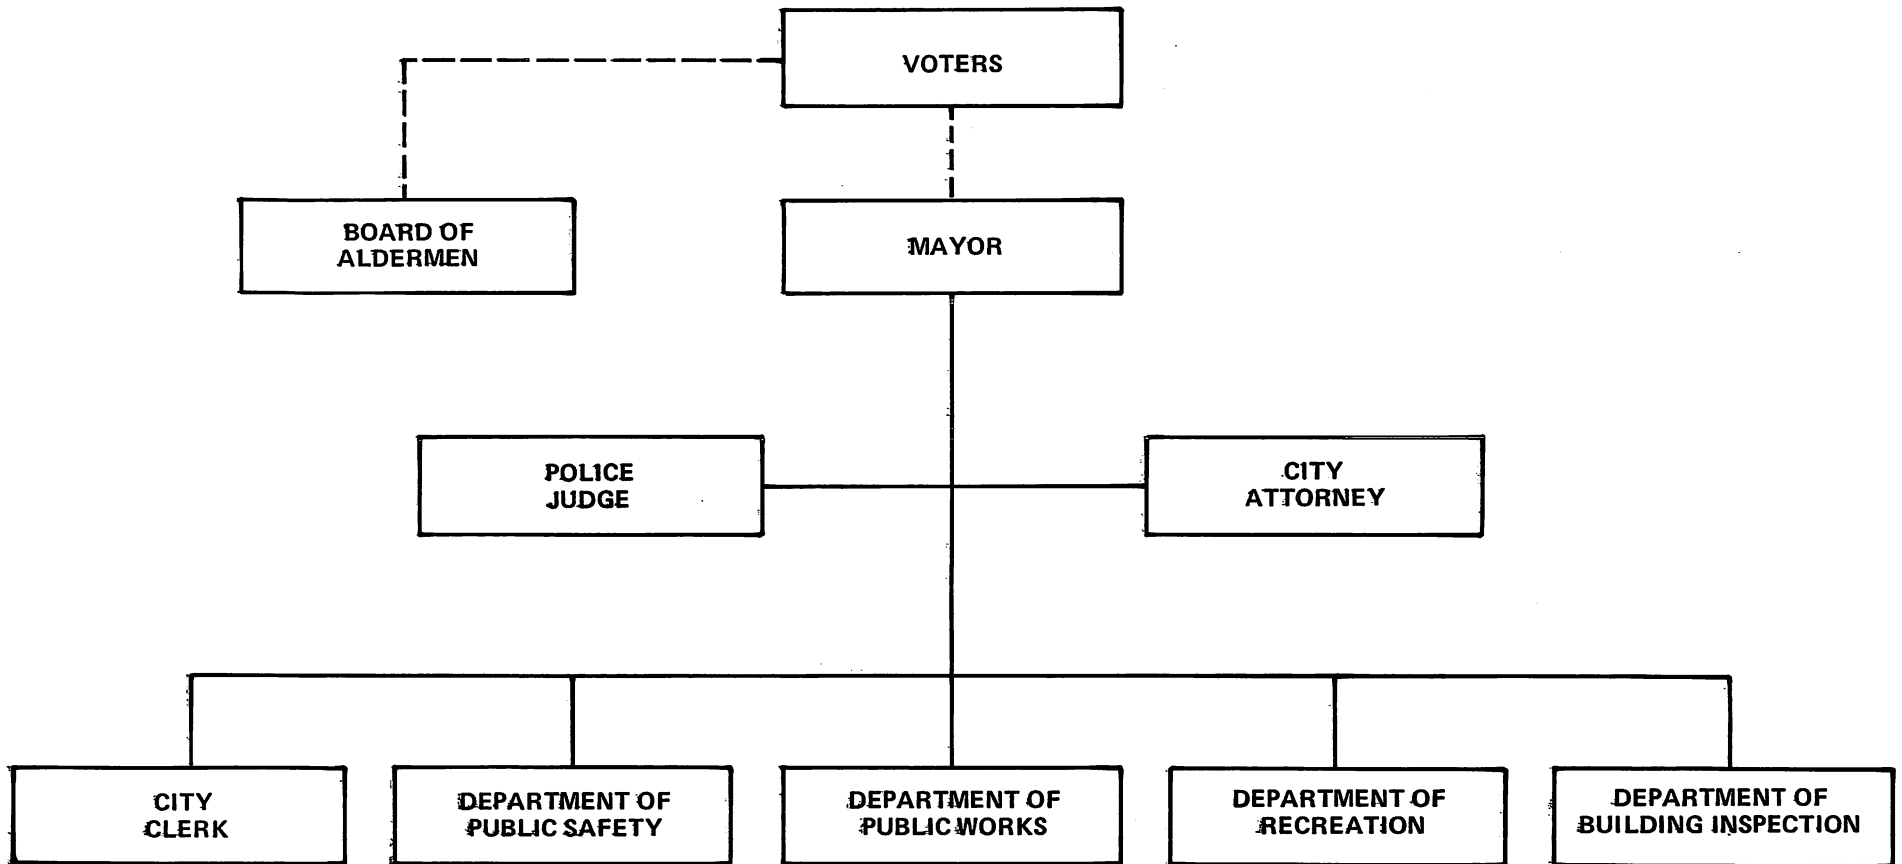 VOTERS
BOARD OF
ALDERMEN
MAYOR
POLICE
JUDGE
CITY
ATTORNEY
CITY
CLERK
DEPARTMENT OF
PUBLIC SAFETY
DEPARTMENT OF
PUBLIC WORKS
DEPARTMENT OF
RECREATION
DEPARTMENT OF
BUILDING INSPECTION